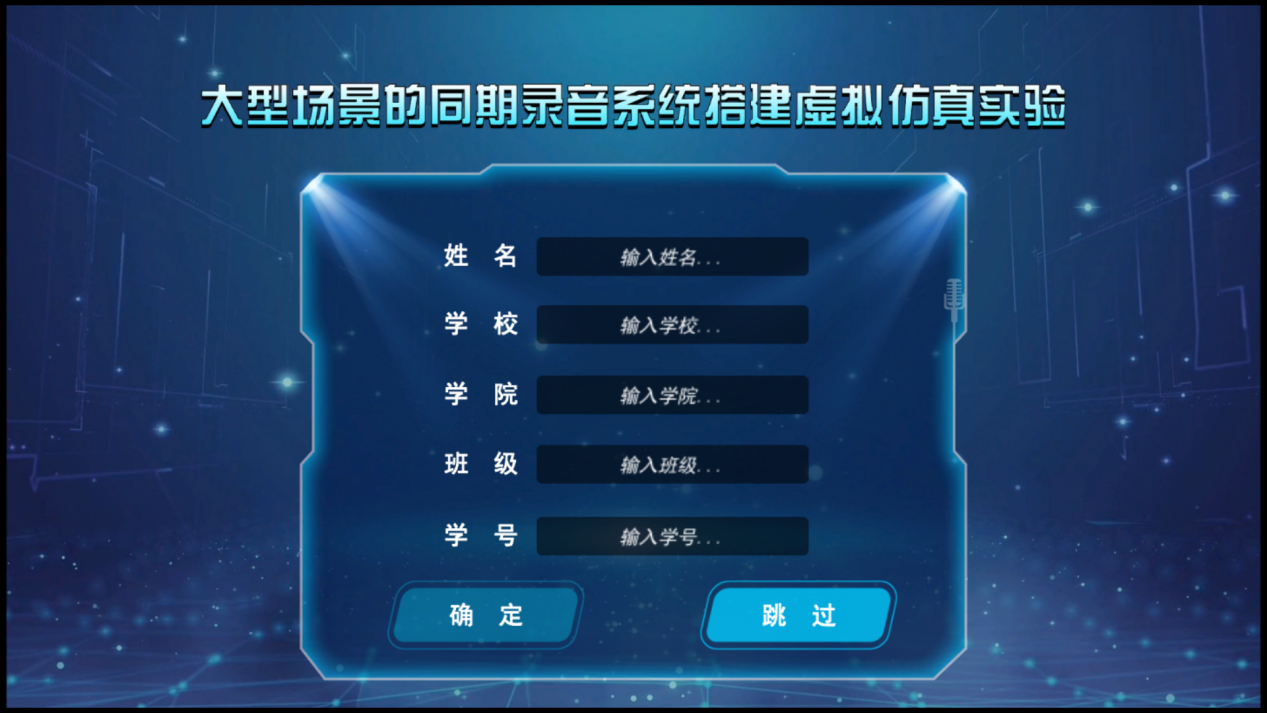 大型场景的同期录音系统搭建虚拟仿真实验
姓 名 输入姓名...
学 校 输入学校...
学 院 输入学院...
班 级 输入班级...
学 号 输入学号...
确 定 跳 过